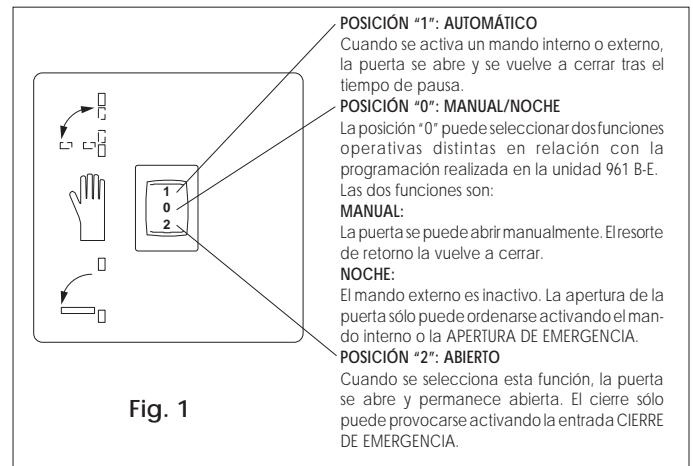 POSICIÓN “1”: AUTOMÁTICO
Cuando se activa un mando interno o externo,
la puerta se abre y se vuelve a cerrar tras el
tiempo de pausa.
POSICIÓN “0”: MANUAL/NOCHE
La posición “0” puede seleccionar dos funciones
operativas distintas en relación con la
programación realizada en la unidad 961 B-E.
Las dos funciones son:
MANUAL:
La puerta se puede abrir manualmente. El resorte
de retorno la vuelve a cerrar.
NOCHE:
El mando externo es inactivo. La apertura de la
puerta sólo puede ordenarse activando el man-
do interno o la APERTURA DE EMERGENCIA.
POSICIÓN “2”: ABIERTO
Cuando se selecciona esta función, la puerta
se abre y permanece abierta. El cierre sólo
puede provocarse activando la entrada CIERRE
DE EMERGENCIA.
1
0
2
Fig. 1